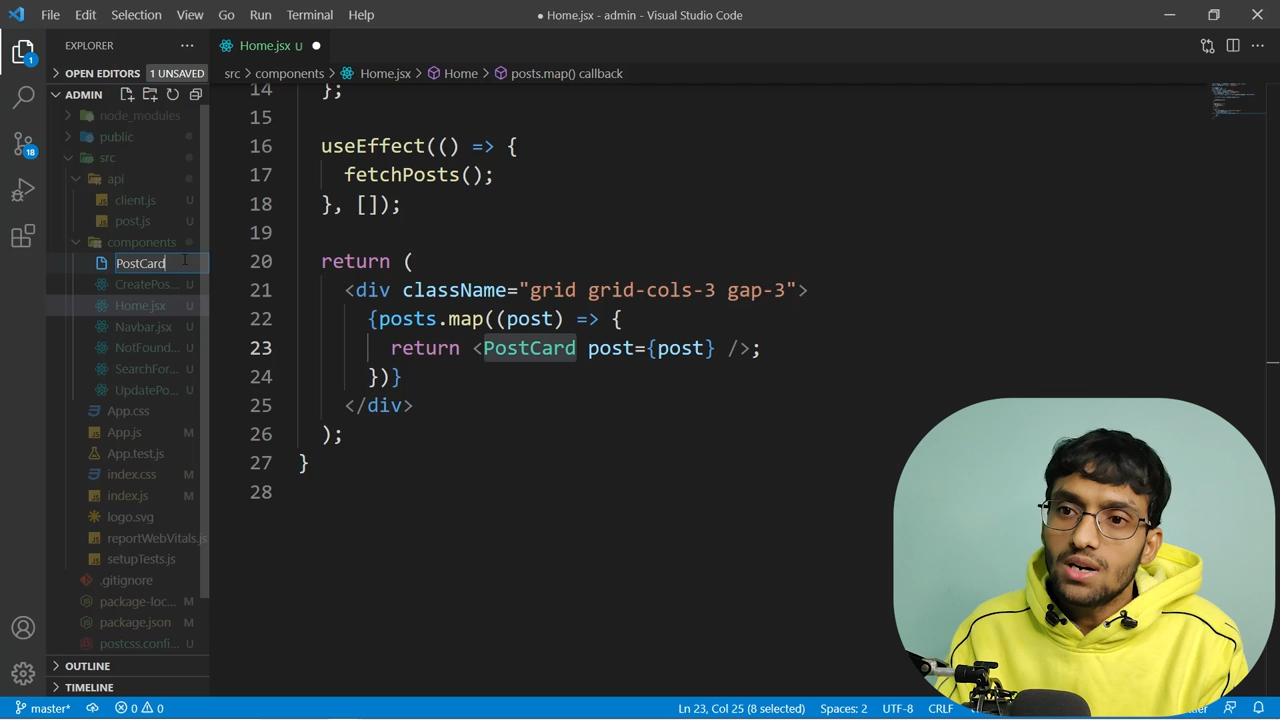 File Edit Selection View Go Run Terminal Help
● Home.jsx - admin - Visual Studio Code
EXPLORER
OPEN EDITORS 1 UNSAVED
ADMIN
node_modules
public
src
api
client.js U
post.js U
components
PostCard
CreatePos... U
Home.jsx U
Navbar.jsx U
NotFound... U
SearchFor... U
UpdatePo... U
App.css
App.js M
App.test.js
index.css M
index.js M
logo.svg
reportWebVitals.js
setupTests.js
.gitignore
package-loc... M
package.json M
postcss.confi... U
OUTLINE
TIMELINE
1
18
Home.jsx U
src > components > Home.jsx > Home > posts.map() callback
14 };
15
16 useEffect(() => {
17 fetchPosts();
18 }, []);
19
20 return (
21 <div className="grid grid-cols-3 gap-3">
22 {posts.map((post) => {
23 return <PostCard post={post} />;
24 })}
25 </div>
26 );
27 }
28
master* 0 0 Ln 23, Col 25 (8 selected) Spaces: 2 UTF-8 CRLF